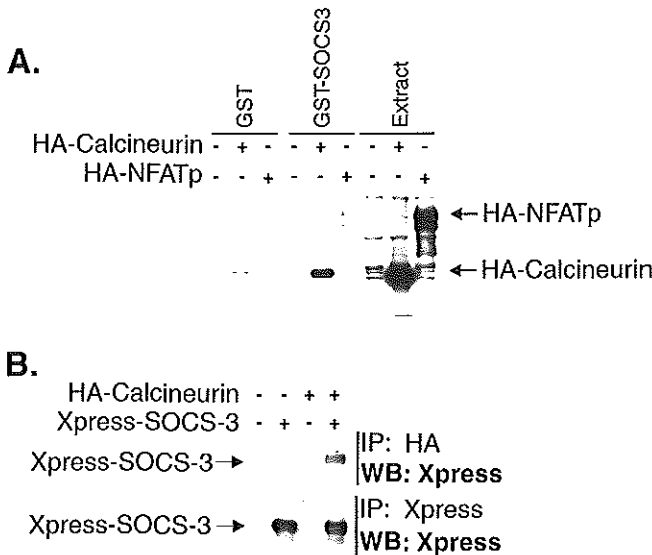 A.
GST
GST-SOCS3
Extract
HA-Calcineurin - + - - + - - + -
HA-NFATp - - + - - + - - +
HA-NFATp
HA-Calcineurin
B.
HA-Calcineurin - - + +
Xpress-SOCS-3 - + - +
Xpress-SOCS-3
IP: HA
WB: Xpress
Xpress-SOCS-3
IP: Xpress
WB: Xpress